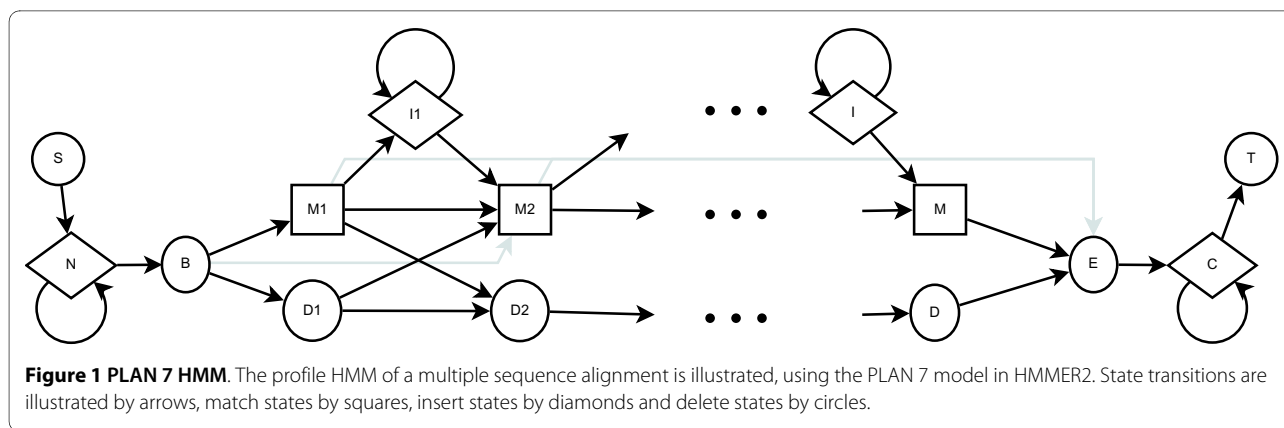 I1
I
S
T
M1
M2
M
N
B
E
C
D1
D2
D
Figure 1 PLAN 7 HMM. The profile HMM of a multiple sequence alignment is illustrated, using the PLAN 7 model in HMMER2. State transitions are
illustrated by arrows, match states by squares, insert states by diamonds and delete states by circles.